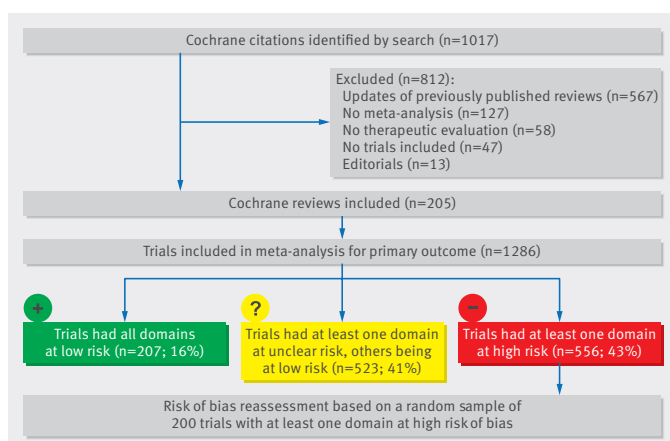 Cochrane citations identified by search (n=1017)
Excluded (n=812):
Updates of previously published reviews (n=567)
No meta-analysis (n=127)
No therapeutic evaluation (n=58)
No trials included (n=47)
Editorials (n=13)
Cochrane reviews included (n=205)
Trials included in meta-analysis for primary outcome (n=1286)
+
Trials had all domains
at low risk (n=207; 16%)
?
Trials had at least one domain
at unclear risk, others being
at low risk (n=523; 41%)
−
Trials had at least one domain
at high risk (n=556; 43%)
Risk of bias reassessment based on a random sample of
200 trials with at least one domain at high risk of bias